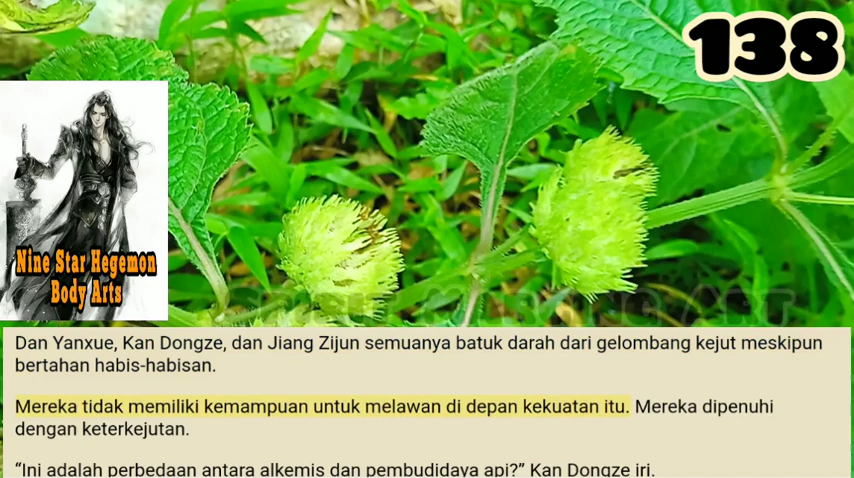 138
Nine Star Hegemon
Body Arts
Dan Yanxue, Kan Dongze, dan Jiang Zijun semuanya batuk darah dari gelombang kejut meskipun
bertahan habis-habisan.
Mereka tidak memiliki kemampuan untuk melawan di depan kekuatan itu. Mereka dipenuhi
dengan keterkejutan.
“Ini adalah perbedaan antara alkemis dan pembudidaya api?” Kan Dongze iri.